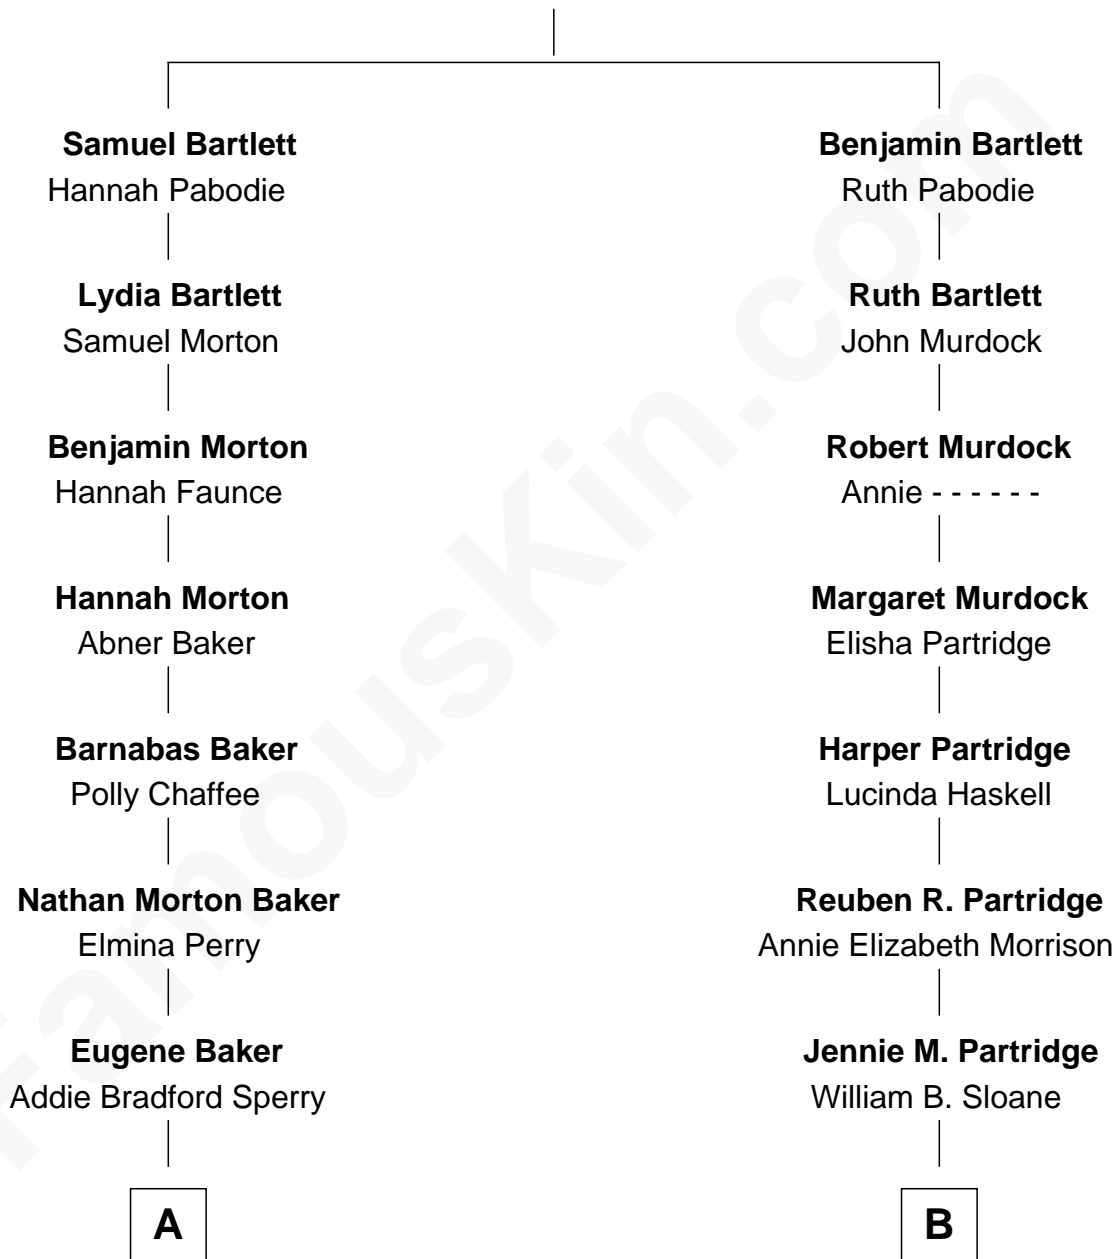 Samuel Bartlett
Hannah Pabodie
Lydia Bartlett
Samuel Morton
Benjamin Morton
Hannah Faunce
Hannah Morton
Abner Baker
Barnabas Baker
Polly Chaffee
Nathan Morton Baker
Elmina Perry
Eugene Baker
Addie Bradford Sperry
A
Benjamin Bartlett
Ruth Pabodie
Ruth Bartlett
John Murdock
Robert Murdock
Annie - - - - - -
Margaret Murdock
Elisha Partridge
Harper Partridge
Lucinda Haskell
Reuben R. Partridge
Annie Elizabeth Morrison
Jennie M. Partridge
William B. Sloane
B
FamousKin.com